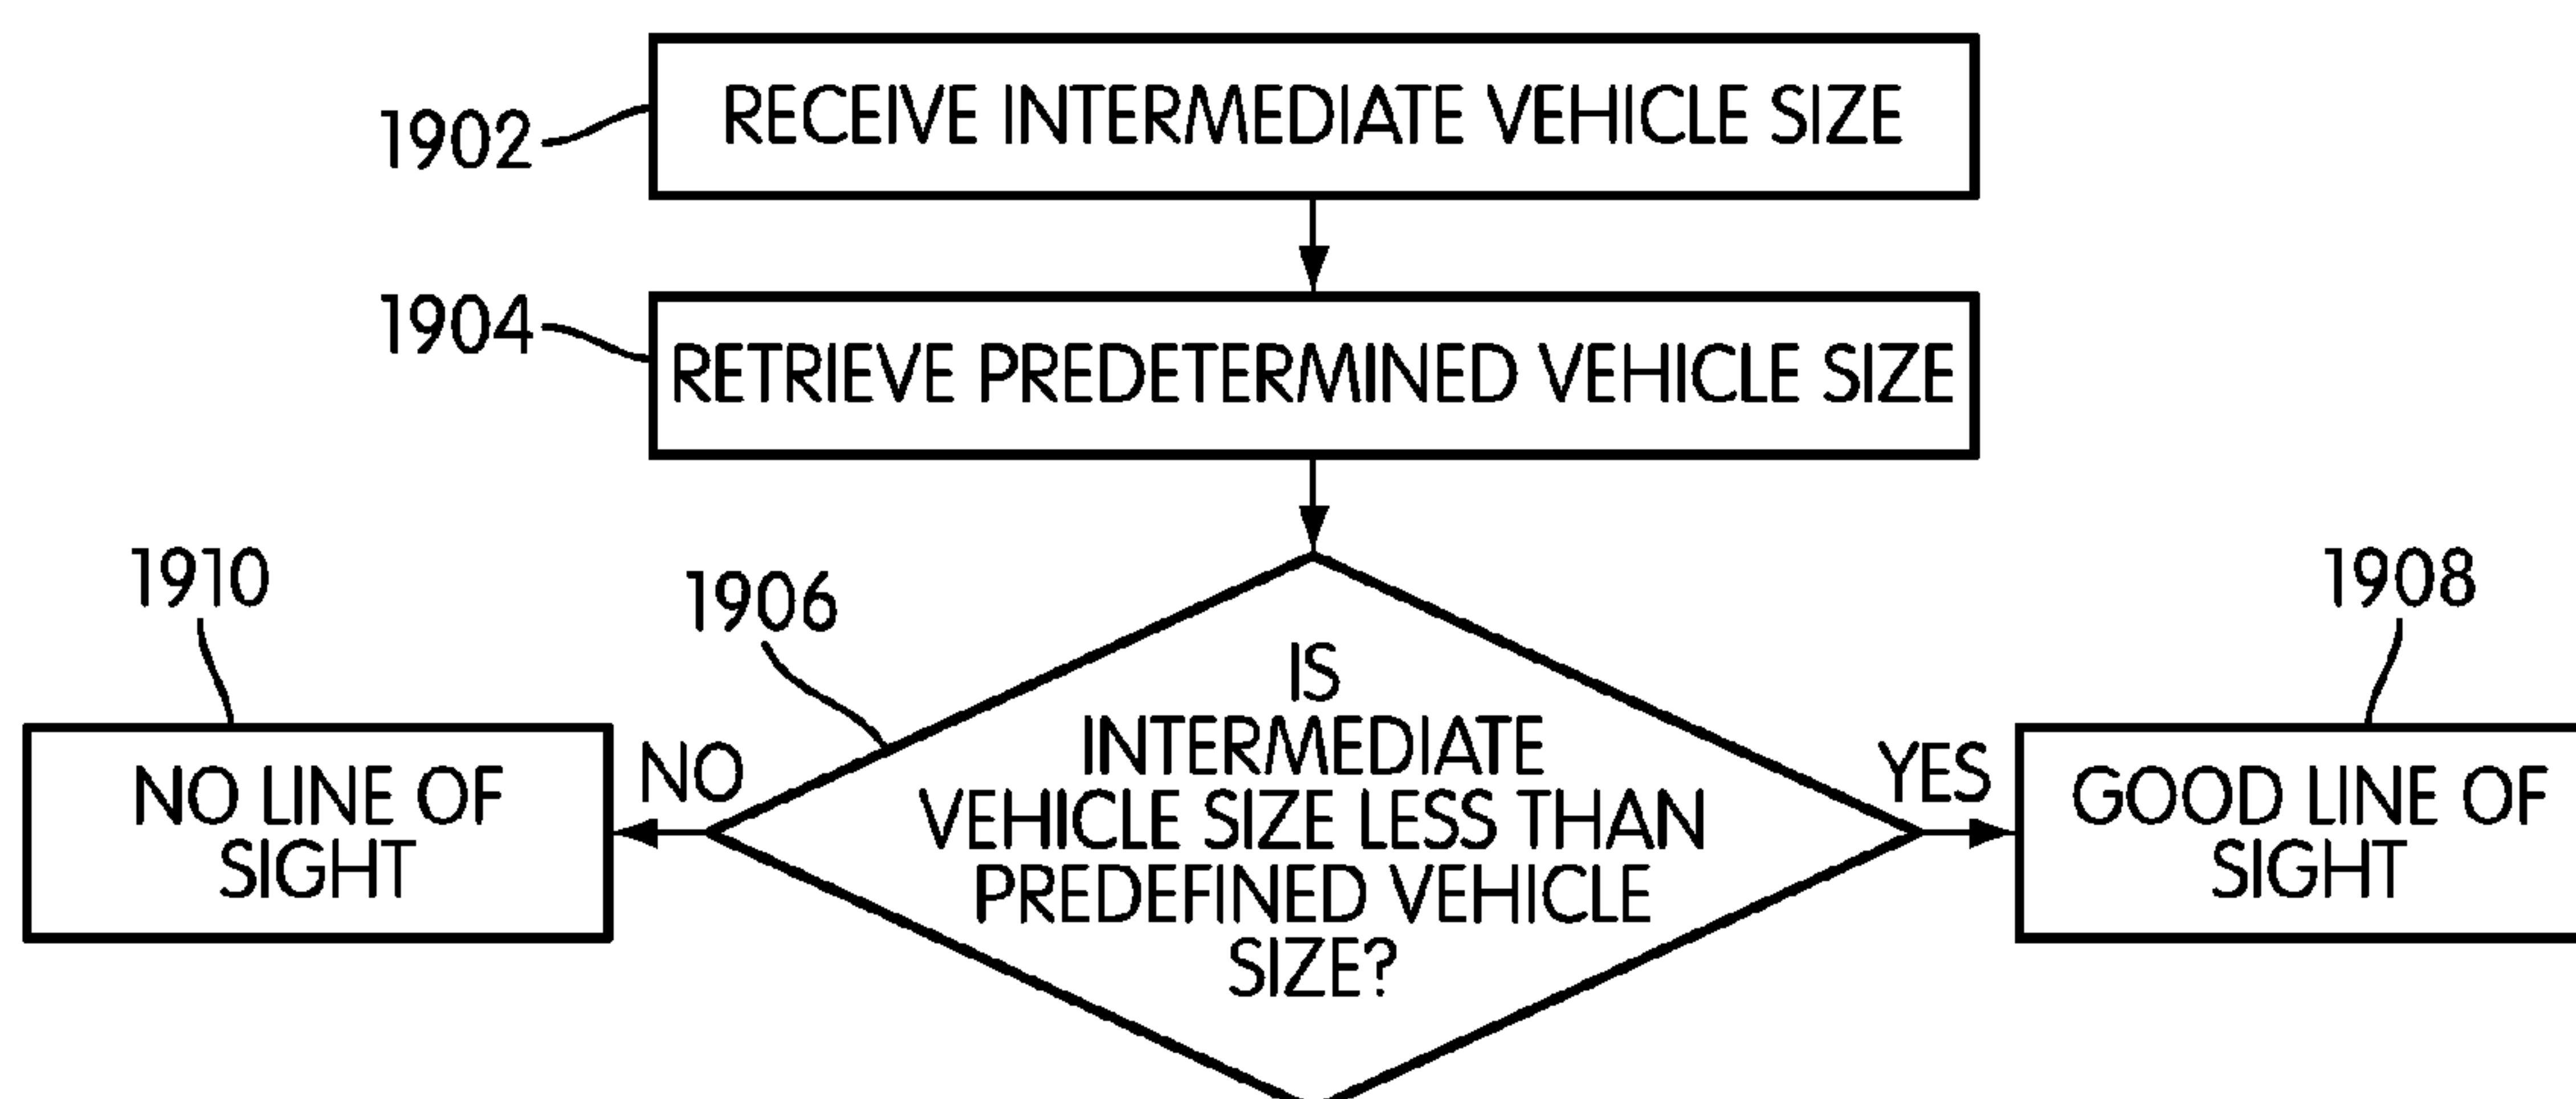 1902
RECEIVE INTERMEDIATE VEHICLE SIZE
1904
RETRIEVE PREDETERMINED VEHICLE SIZE
1910
1906
1908
IS
INTERMEDIATE
VEHICLE SIZE LESS THAN
PREDEFINED VEHICLE
SIZE?
NO
NO LINE OF
SIGHT
YES
GOOD LINE OF
SIGHT